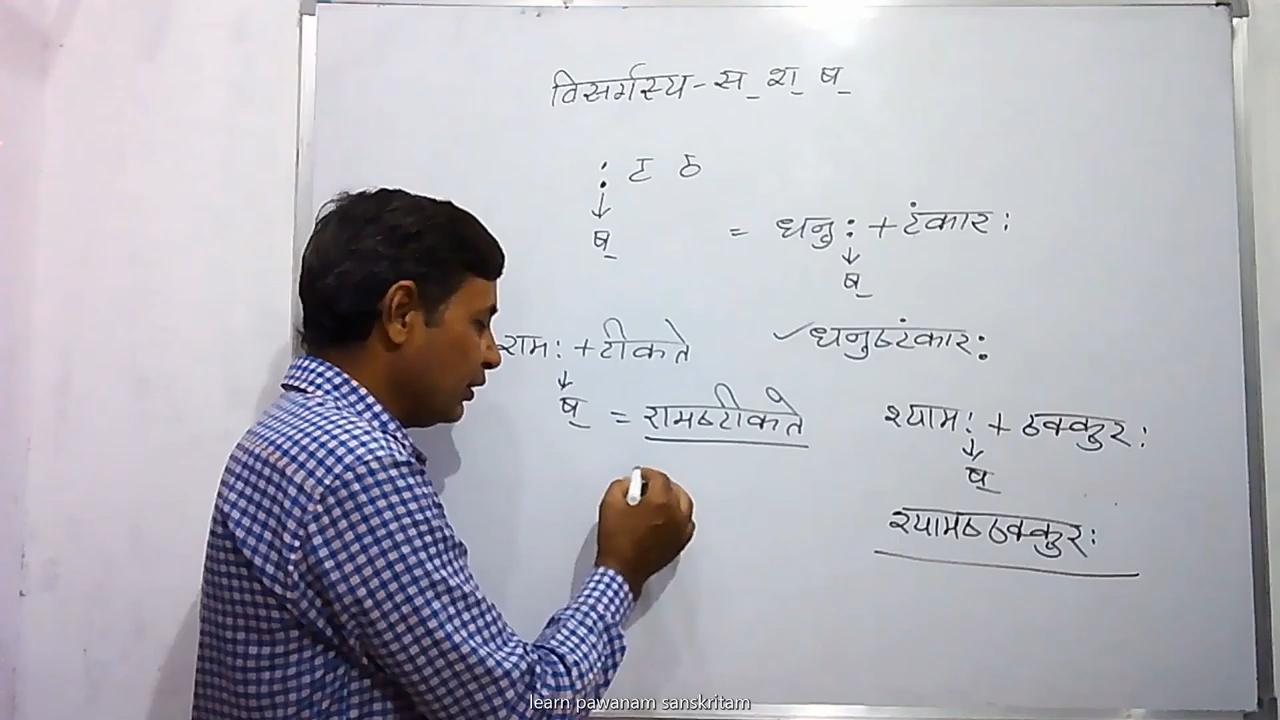 विसर्गस्य - स् श् ष्
: ट ठ
↓
ष्
= धनु: + टंकार:
↓
ष्
राम: + टीकते
✓धनुष्टंकार:
↓
ष् = रामष्टीकते
श्याम: + ठक्कुर:
↓
ष्
श्यामष्ठक्कुर:
learn pawanam sanskritam